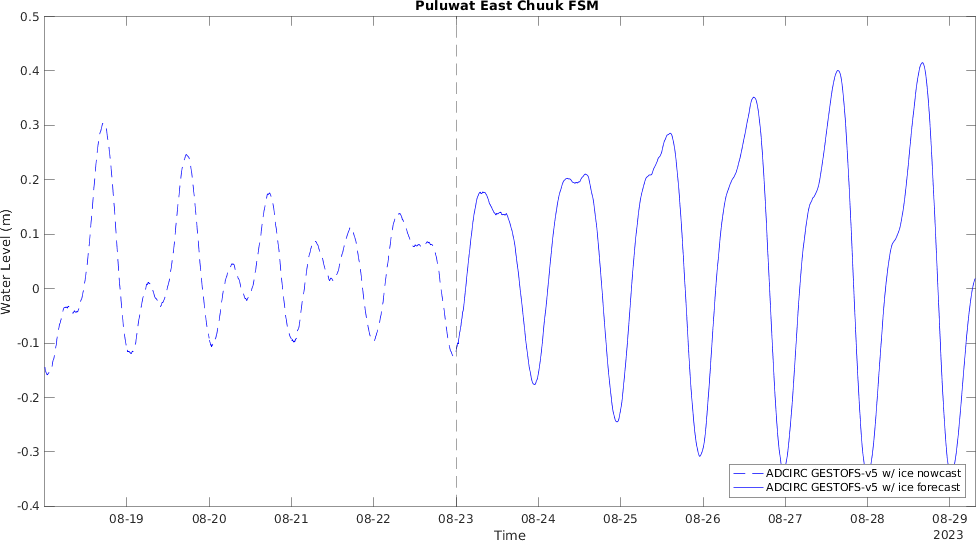 Puluwat East Chuuk FSM
Water Level (m)
0.5
0.4
0.3
0.2
0.1
0
-0.1
-0.2
-0.3
-0.4
ADCIRC GESTOFS-v5 w/ ice nowcast
ADCIRC GESTOFS-v5 w/ ice forecast
08-19 08-20 08-21 08-22 08-23 08-24 08-25 08-26 08-27 08-28 08-29
Time
2023